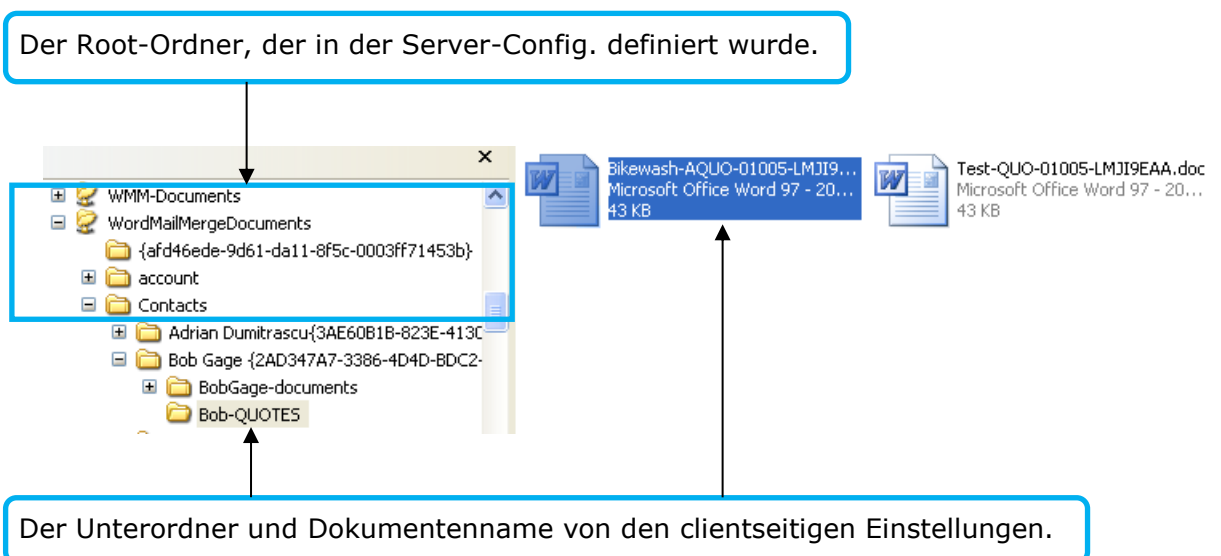 Der Root-Ordner, der in der Server-Config. definiert wurde.
WMM-Documents
WordMailMergeDocuments
{afd46ede-9d61-da11-8f5c-0003ff71453b}
account
Contacts
Adrian Dumitrascu{3AE60B1B-823E-413
Bob Gage {2AD347A7-3386-4D4D-BDC2-
BobGage-documents
Bob-QUOTES
Bikewash-AQUO-01005-LMJI9...
Microsoft Office Word 97 - 20...
43 KB
Test-QUO-01005-LMJI9EAA.doc
Microsoft Office Word 97 - 20...
43 KB
Der Unterordner und Dokumentenname von den clientseitigen Einstellungen.